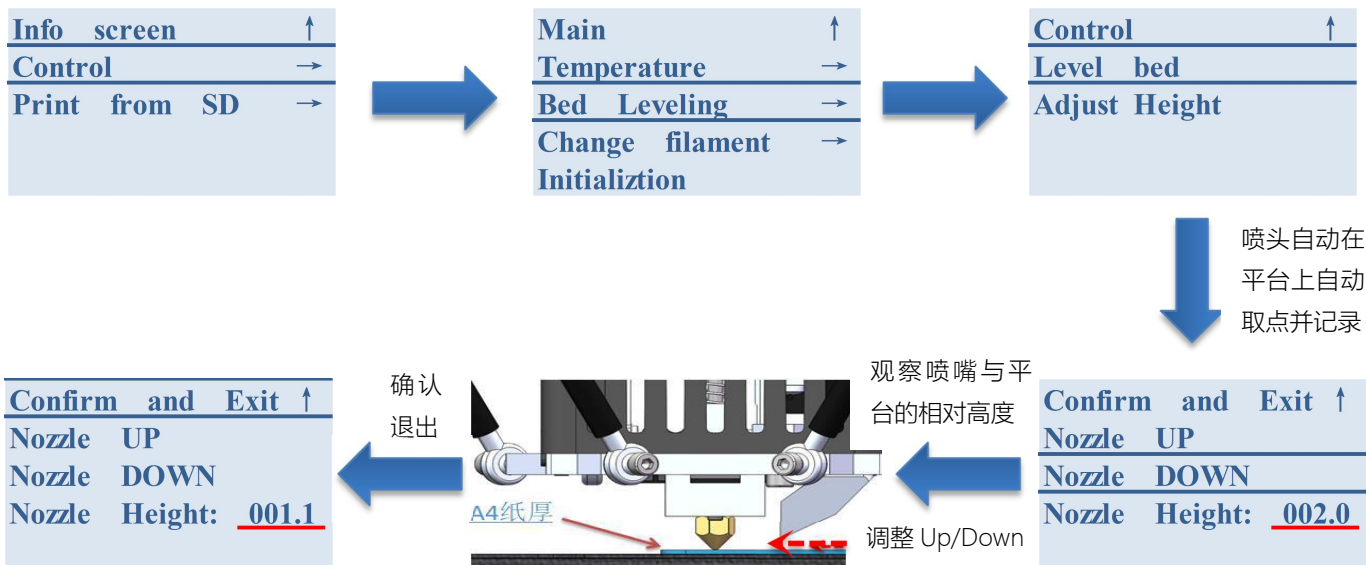 Info screen ↑
Control →
Print from SD →
Main ↑
Temperature →
Bed Leveling →
Change filament →
Initializtion
Control ↑
Level bed
Adjust Height
喷头自动在
平台上自动
取点并记录
Confirm and Exit ↑
Nozzle UP
Nozzle DOWN
Nozzle Height: 002.0
观察喷嘴与平
台的相对高度
调整 Up/Down
A4纸厚
确认
退出
Confirm and Exit ↑
Nozzle UP
Nozzle DOWN
Nozzle Height: 001.1